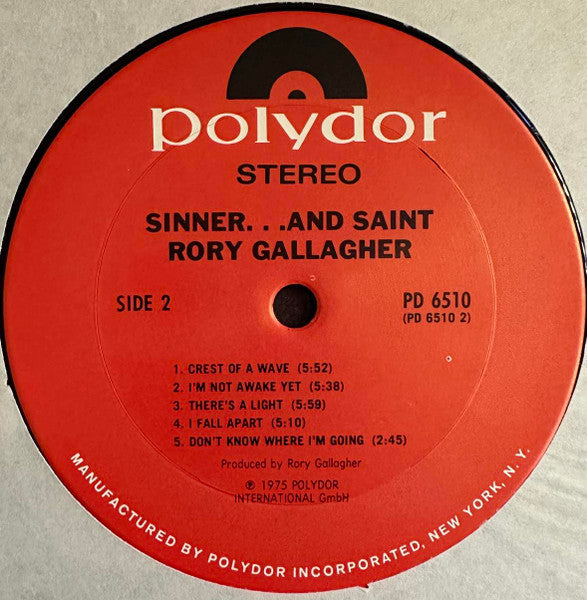 polydor
STEREO
SINNER. . .AND SAINT
RORY GALLAGHER
SIDE 2
PD 6510
(PD 6510 2)
1. CREST OF A WAVE (5:52)
2. I'M NOT AWAKE YET (5:38)
3. THERE'S A LIGHT (5:59)
4. I FALL APART (5:10)
5. DON'T KNOW WHERE I'M GOING (2:45)
Produced by Rory Gallagher
℗ 1975 POLYDOR
INTERNATIONAL GmbH
MANUFACTURED BY POLYDOR INCORPORATED, NEW YORK, N.Y.